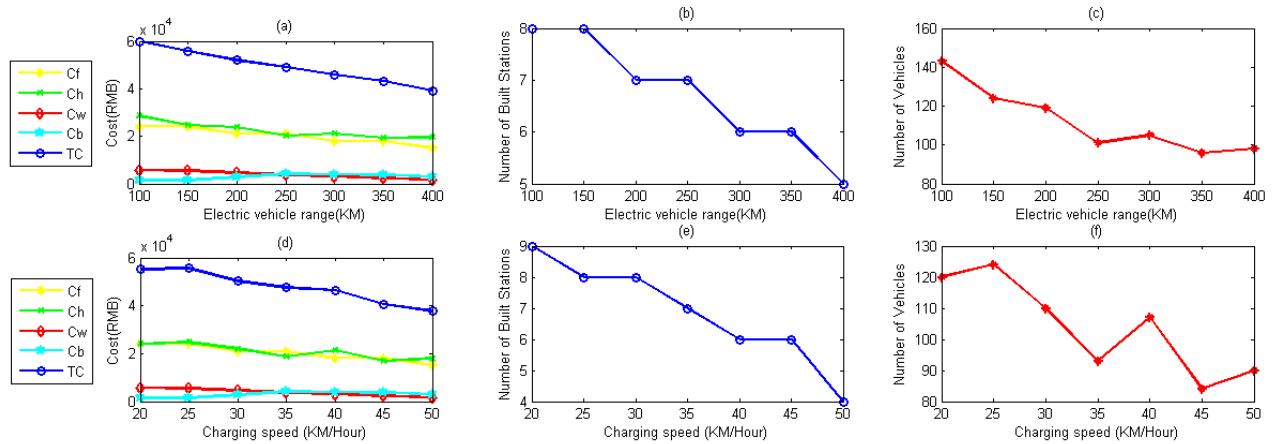 (a)
x 10^4
6
4
2
0
Cost(RMB)
100 150 200 250 300 350 400
Electric vehicle range(KM)
Cf
Ch
Cw
Cb
TC
(b)
8
7
6
5
Number of Built Stations
100 150 200 250 300 350 400
Electric vehicle range(KM)
(c)
160
140
120
100
80
Number of Vehicles
100 150 200 250 300 350 400
Electric vehicle range(KM)
(d)
x 10^4
6
4
2
0
Cost(RMB)
20 25 30 35 40 45 50
Charging speed (KM/Hour)
Cf
Ch
Cw
Cb
TC
(e)
9
8
7
6
5
4
Number of Built Stations
20 25 30 35 40 45 50
Charging speed (KM/Hour)
(f)
130
120
110
100
90
80
Number of Vehicles
20 25 30 35 40 45 50
Charging speed (KM/Hour)